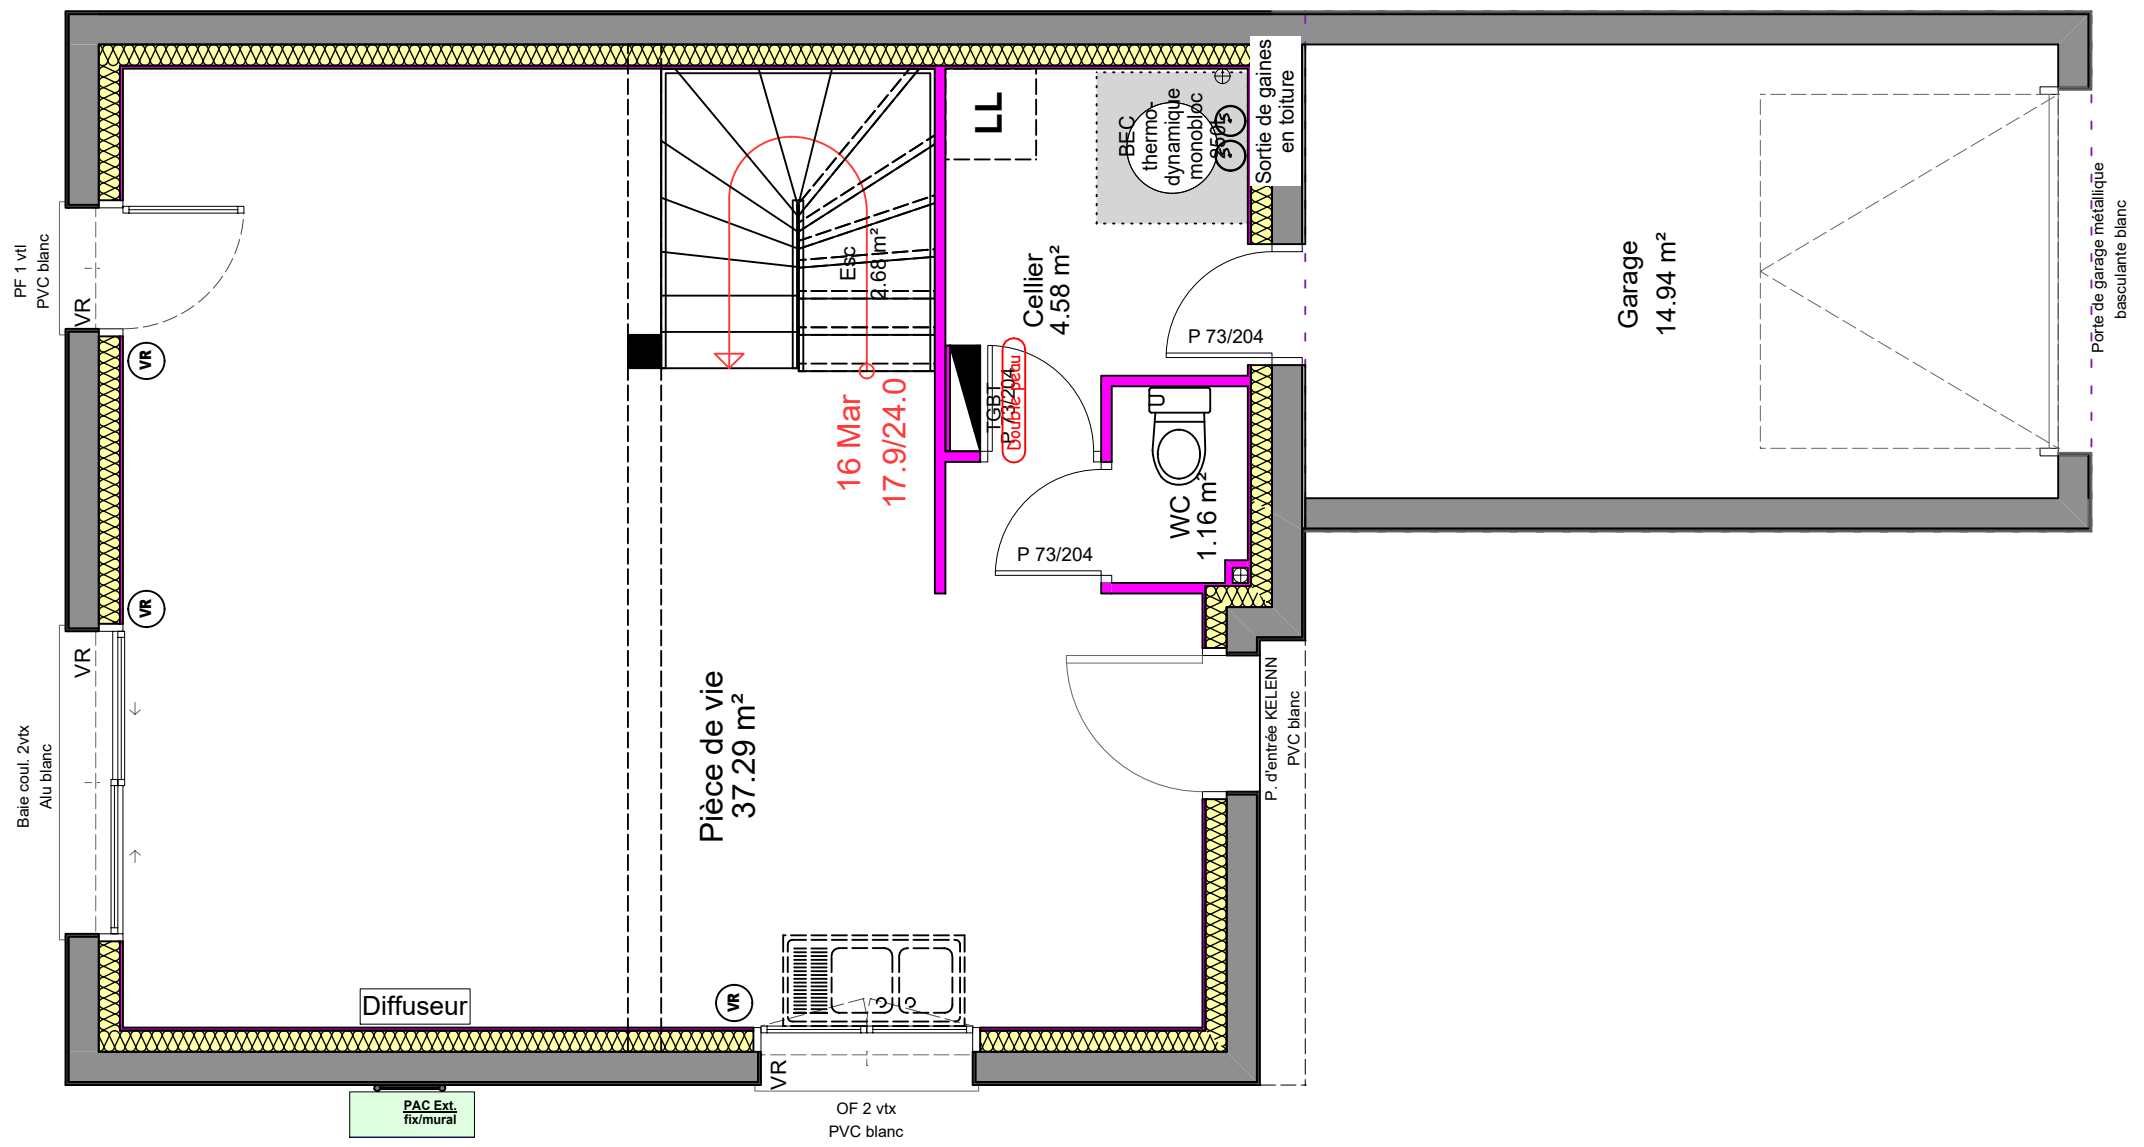 PF 1 vtl
PVC blanc
VR
VR
VR
VR
Baie coul. 2vtx
Alu blanc
Diffuseur
PAC Ext.
fix/mural
Pièce de vie
37.29 m²
VR
VR
OF 2 vtx
PVC blanc
Esc
2.68 m²
16 Mar
17.9/24.0
LL
BEC
thermo-
dynamique
monobloc
250L
Sortie de gaines
en toiture
Cellier
4.58 m²
P 73/204
TGBT
P 73/204
Double peau
WC
1.16 m²
P 73/204
P. d'entrée KELENN
PVC blanc
Garage
14.94 m²
Porte de garage métallique
basculante blanc